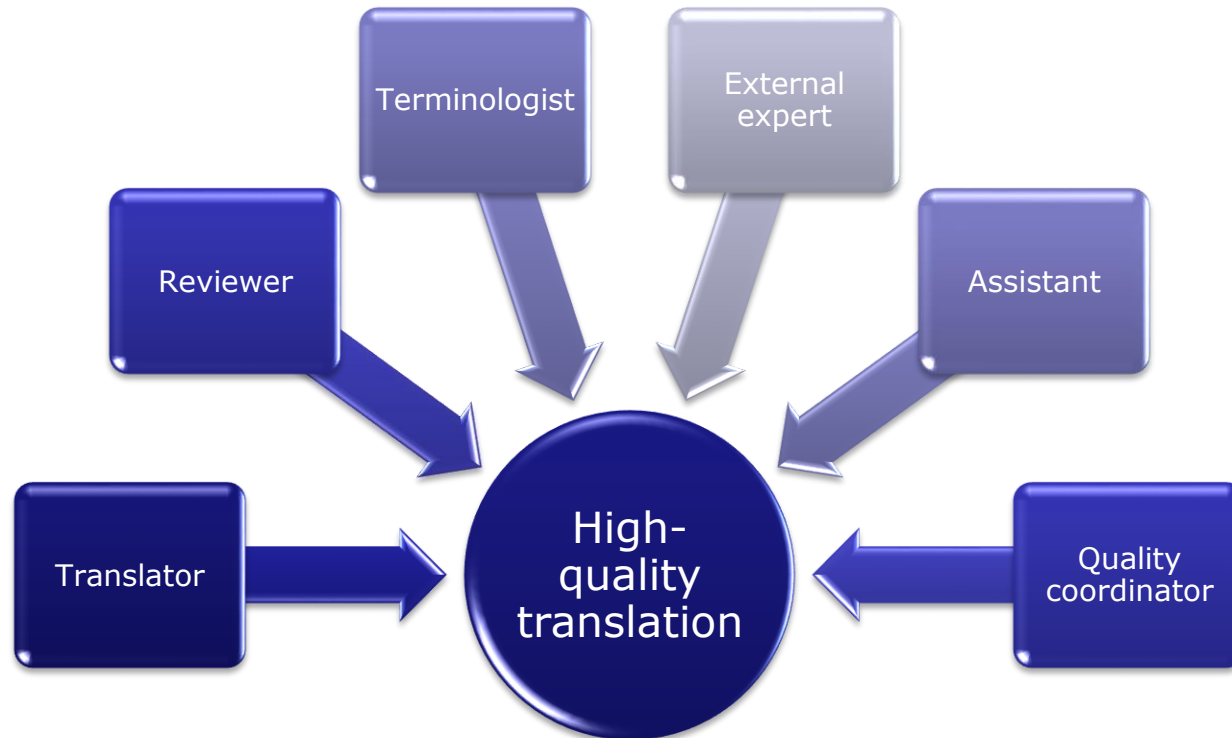 Terminologist
External
expert
Reviewer
Assistant
Translator
High-
quality
translation
Quality
coordinator